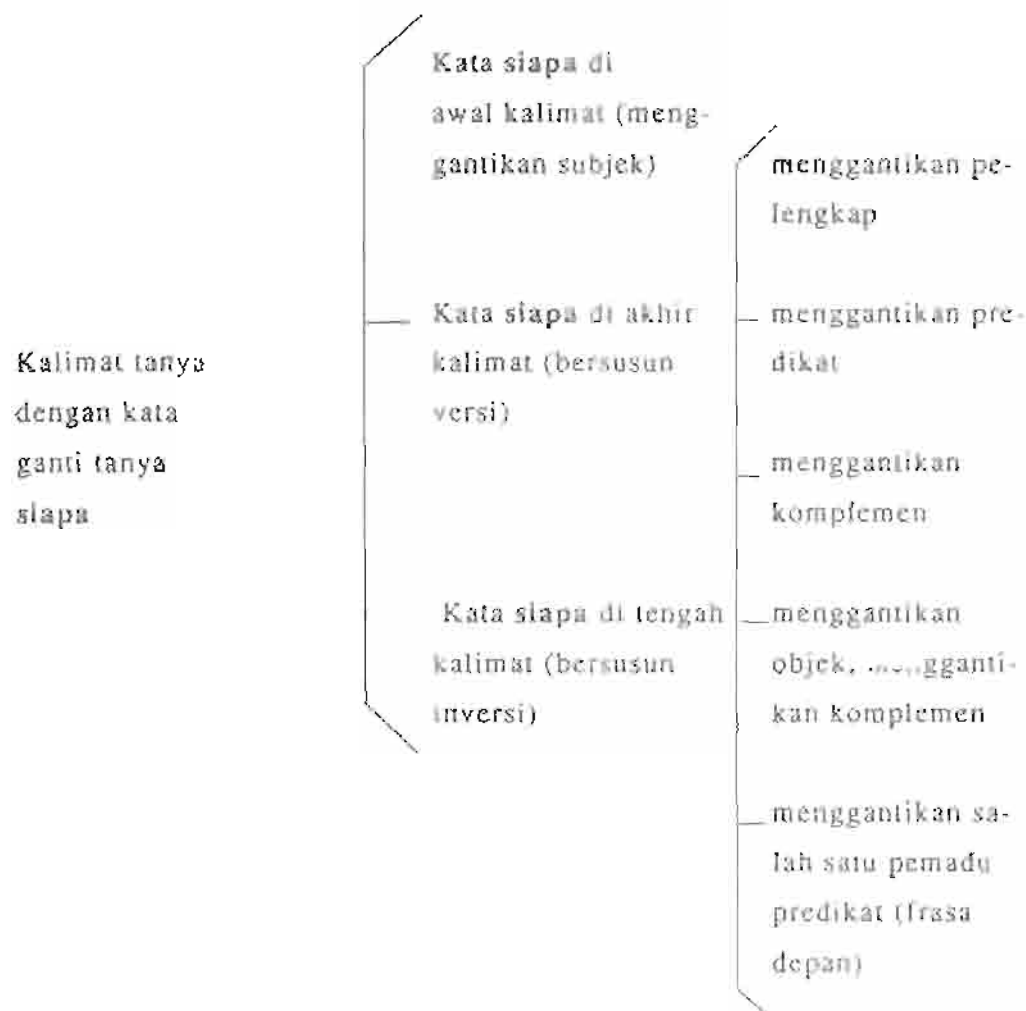 Kalimat tanya
dengan kata
ganti tanya
siapa
Kata siapa di
awal kalimat (meng-
gantikan subjek)
Kata siapa di akhir
kalimat (bersusun
versi)
Kata siapa di tengah
kalimat (bersusun
inversi)
menggantikan pe-
lengkap
menggantikan pre-
dikat
menggantikan
komplemen
menggantikan
objek,
kan komplemen
menggantikan sa-
lah satu pemadu
predikat (frasa
depan)